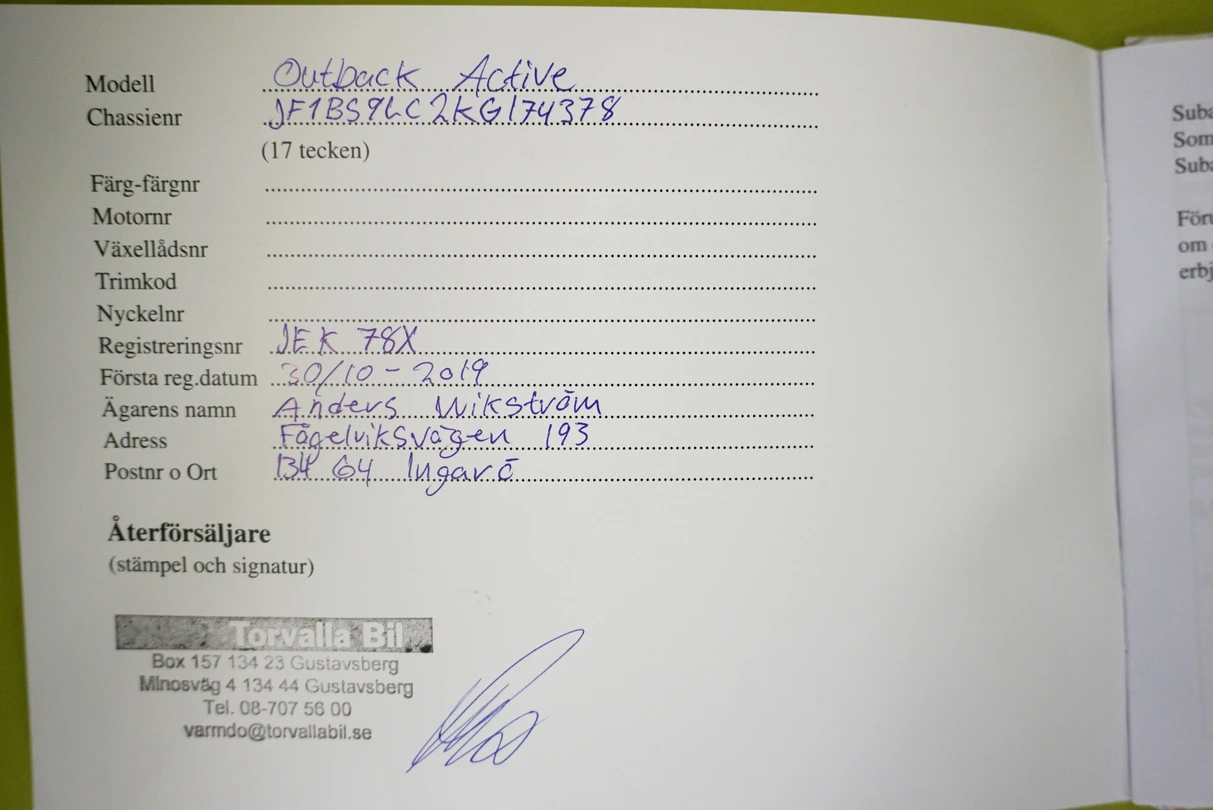 Modell Outback Active
Chassienr JF1BS9LC2KG174378
(17 tecken)
Färg-färgnr
Motornr
Växellådsnr
Trimkod
Nyckelnr
Registreringsnr JEK 78X
Första reg.datum 30/10-2019
Ägarens namn Anders Wikström
Adress Fågelviksvägen 193
Postnr o Ort 134 64 Ingarö
Återförsäljare
(stämpel och signatur)
Torvalla Bil
Box 157 134 23 Gustavsberg
Minosväg 4 134 44 Gustavsberg
Tel. 08-707 56 00
varmdo@torvallabil.se
Som
om